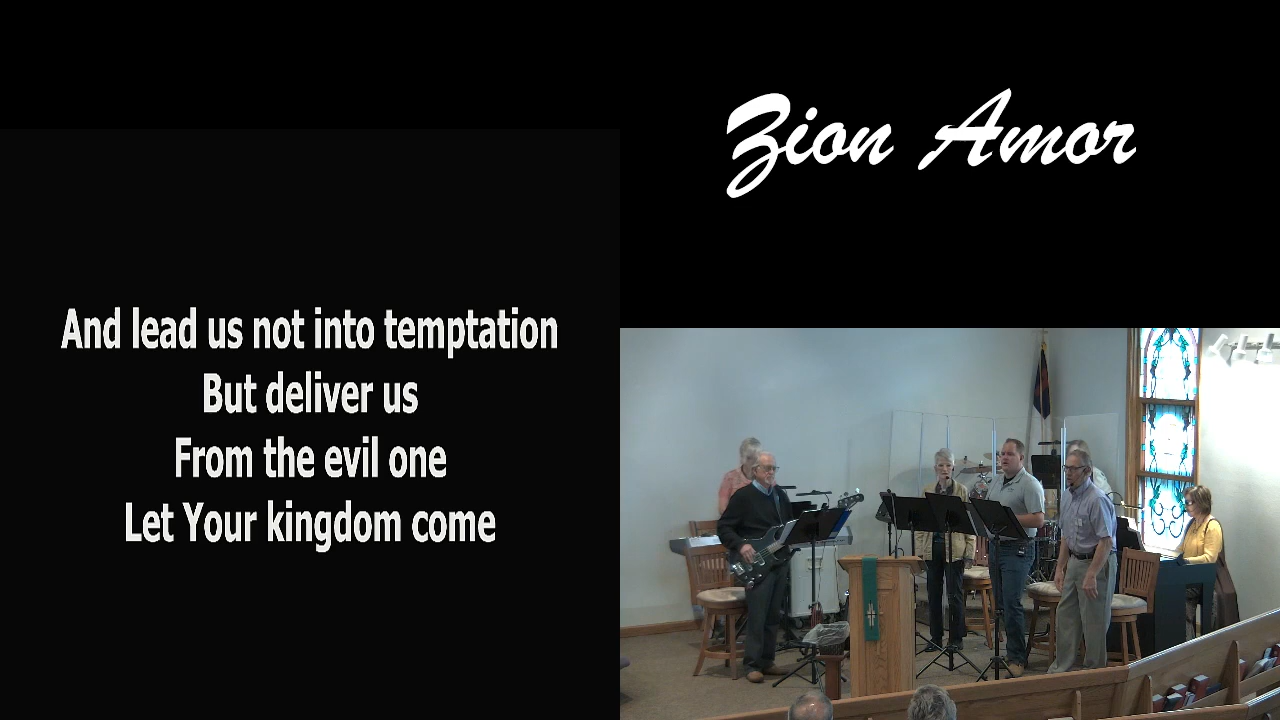 Zion Amor
And lead us not into temptation
But deliver us
From the evil one
Let Your kingdom come